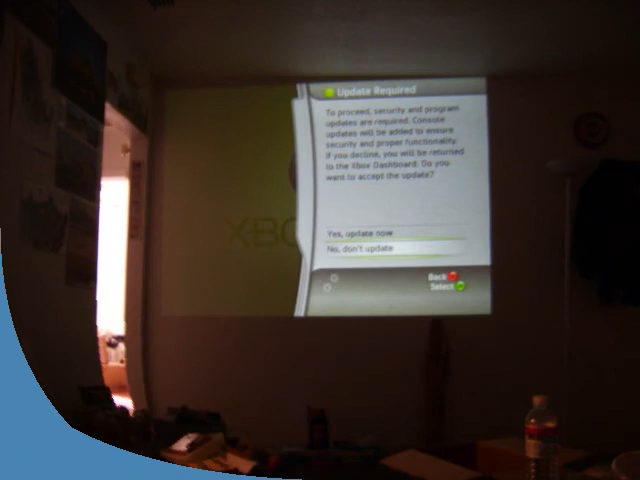 Update Required
To proceed, security and program
updates are required. Console
updates will be added to ensure
security and proper functionality.
If you decline, you will be returned
to the Xbox Dashboard. Do you
want to accept the update?
Yes, update now
No, don't update
Back
Select
XBO